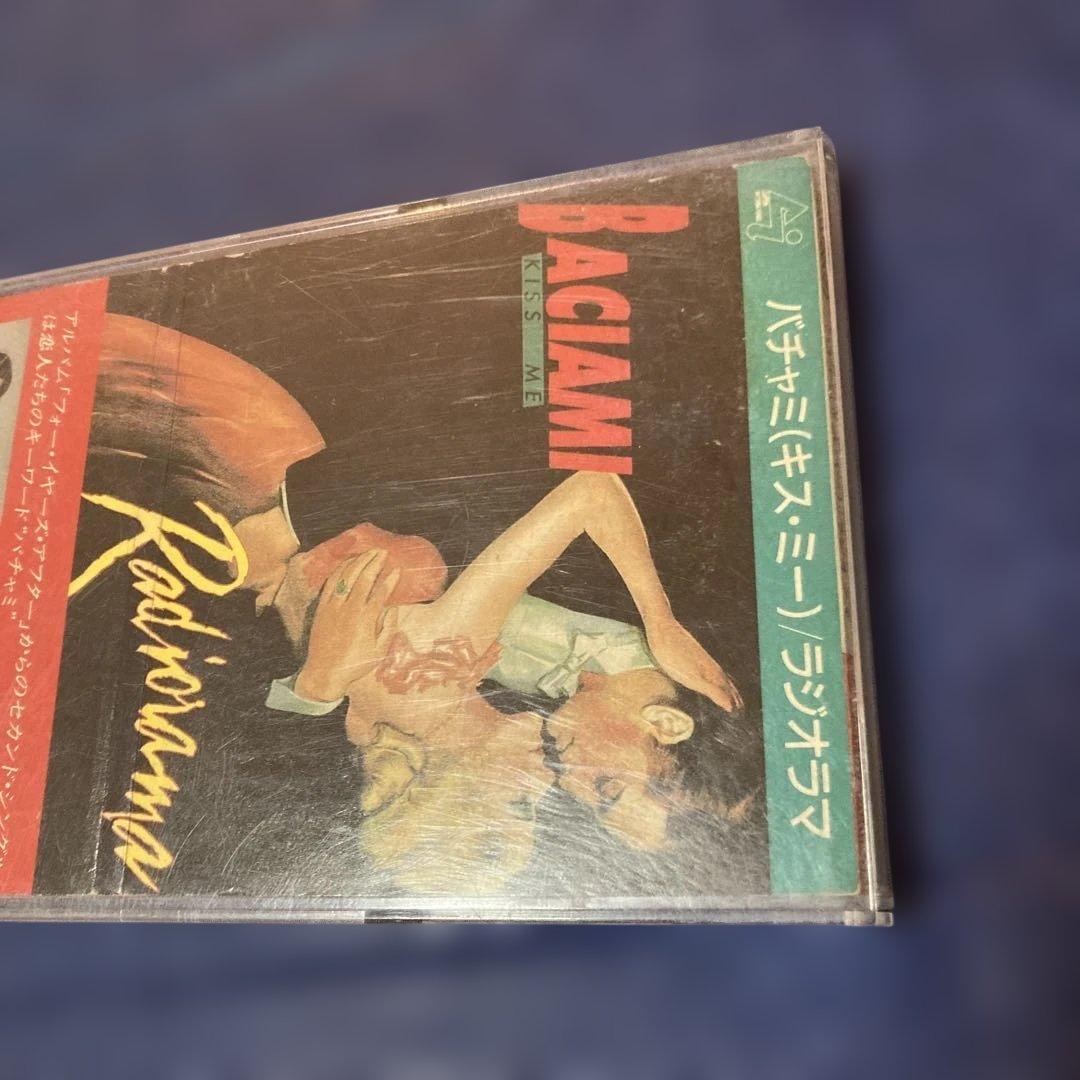 バチャミ(キス・ミー)/ラジオラマ
BACIAMI
KISS ME
Radiorama
アルバム「フォー・イヤーズ・アフター」からのセカンド・シングル
は恋人たちのキーワード"バチャミ"